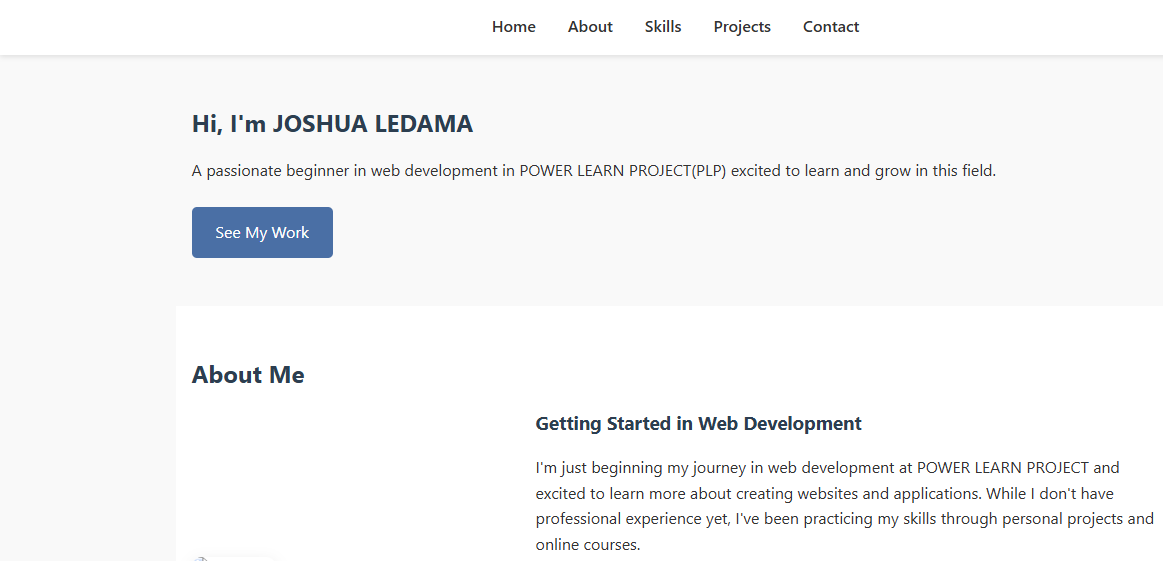 Home About Skills Projects Contact
Hi, I'm JOSHUA LEDAMA
A passionate beginner in web development in POWER LEARN PROJECT(PLP) excited to learn and grow in this field.
See My Work
About Me
Getting Started in Web Development
I'm just beginning my journey in web development at POWER LEARN PROJECT and
excited to learn more about creating websites and applications. While I don't have
professional experience yet, I've been practicing my skills through personal projects and
online courses.